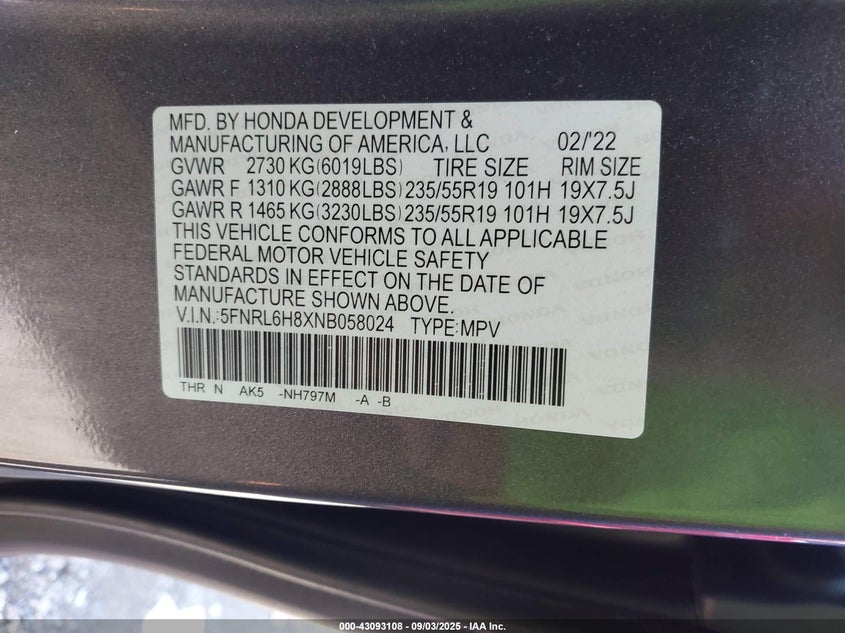 MFD. BY HONDA DEVELOPMENT &
MANUFACTURING OF AMERICA, LLC 02/'22
GVWR 2730 KG(6019LBS) TIRE SIZE RIM SIZE
GAWR F 1310 KG(2888LBS) 235/55R19 101H 19X7.5J
GAWR R 1465 KG(3230LBS) 235/55R19 101H 19X7.5J
THIS VEHICLE CONFORMS TO ALL APPLICABLE
FEDERAL MOTOR VEHICLE SAFETY
STANDARDS IN EFFECT ON THE DATE OF
MANUFACTURE SHOWN ABOVE.
V.I.N.:5FNRL6H8XNB058024 TYPE:MPV
THR N AK5 -NH797M -A -B
000-43093108 - 09/03/2025 - IAA Inc.